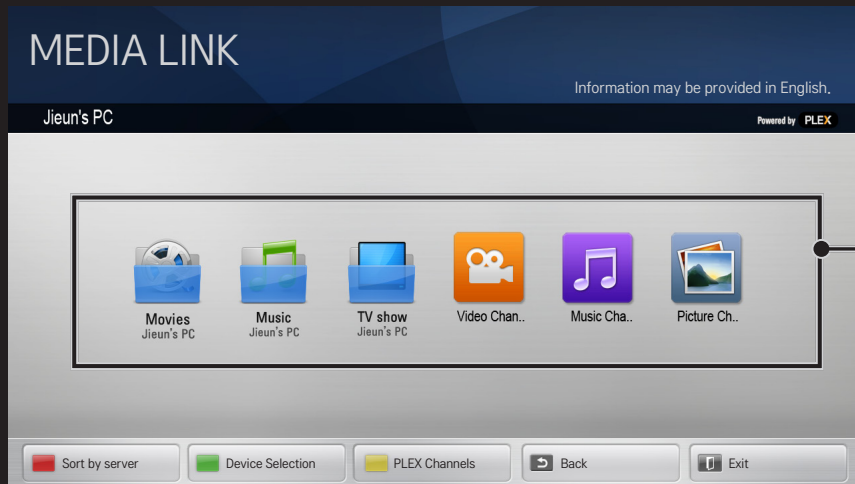 MEDIA LINK
Information may be provided in English.
Jieun's PC
Powered by PLEX
Movies
Jieun's PC
Music
Jieun's PC
TV show
Jieun's PC
Video Chan..
Music Cha..
Picture Ch..
Sort by server
Device Selection
PLEX Channels
Back
Exit